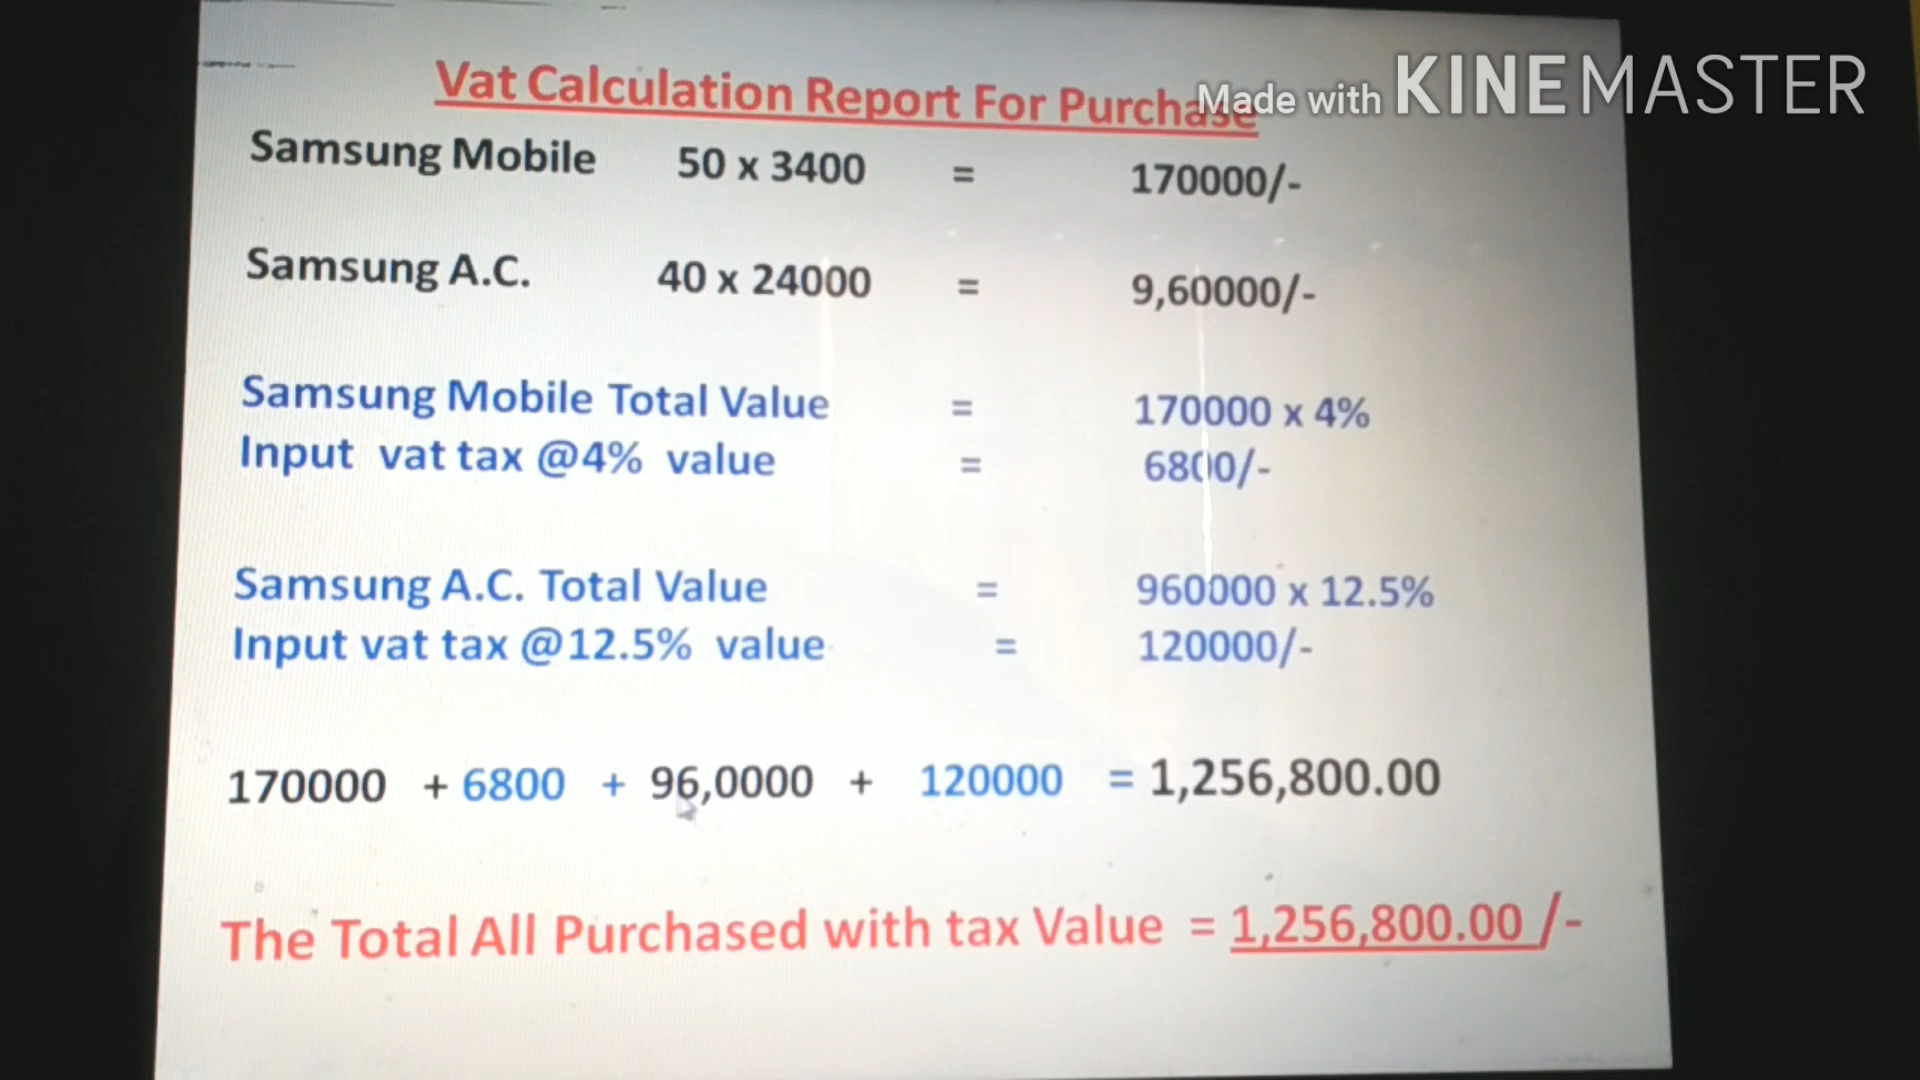 Vat Calculation Report For Purchase
Made with KINEMASTER
Samsung Mobile 50 x 3400 = 170000/-
Samsung A.C. 40 x 24000 = 9,60000/-
Samsung Mobile Total Value = 170000 x 4%
Input vat tax @4% value = 6800/-
Samsung A.C. Total Value = 960000 x 12.5%
Input vat tax @12.5% value = 120000/-
170000 + 6800 + 96,0000 + 120000 = 1,256,800.00
The Total All Purchased with tax Value = 1,256,800.00 /-